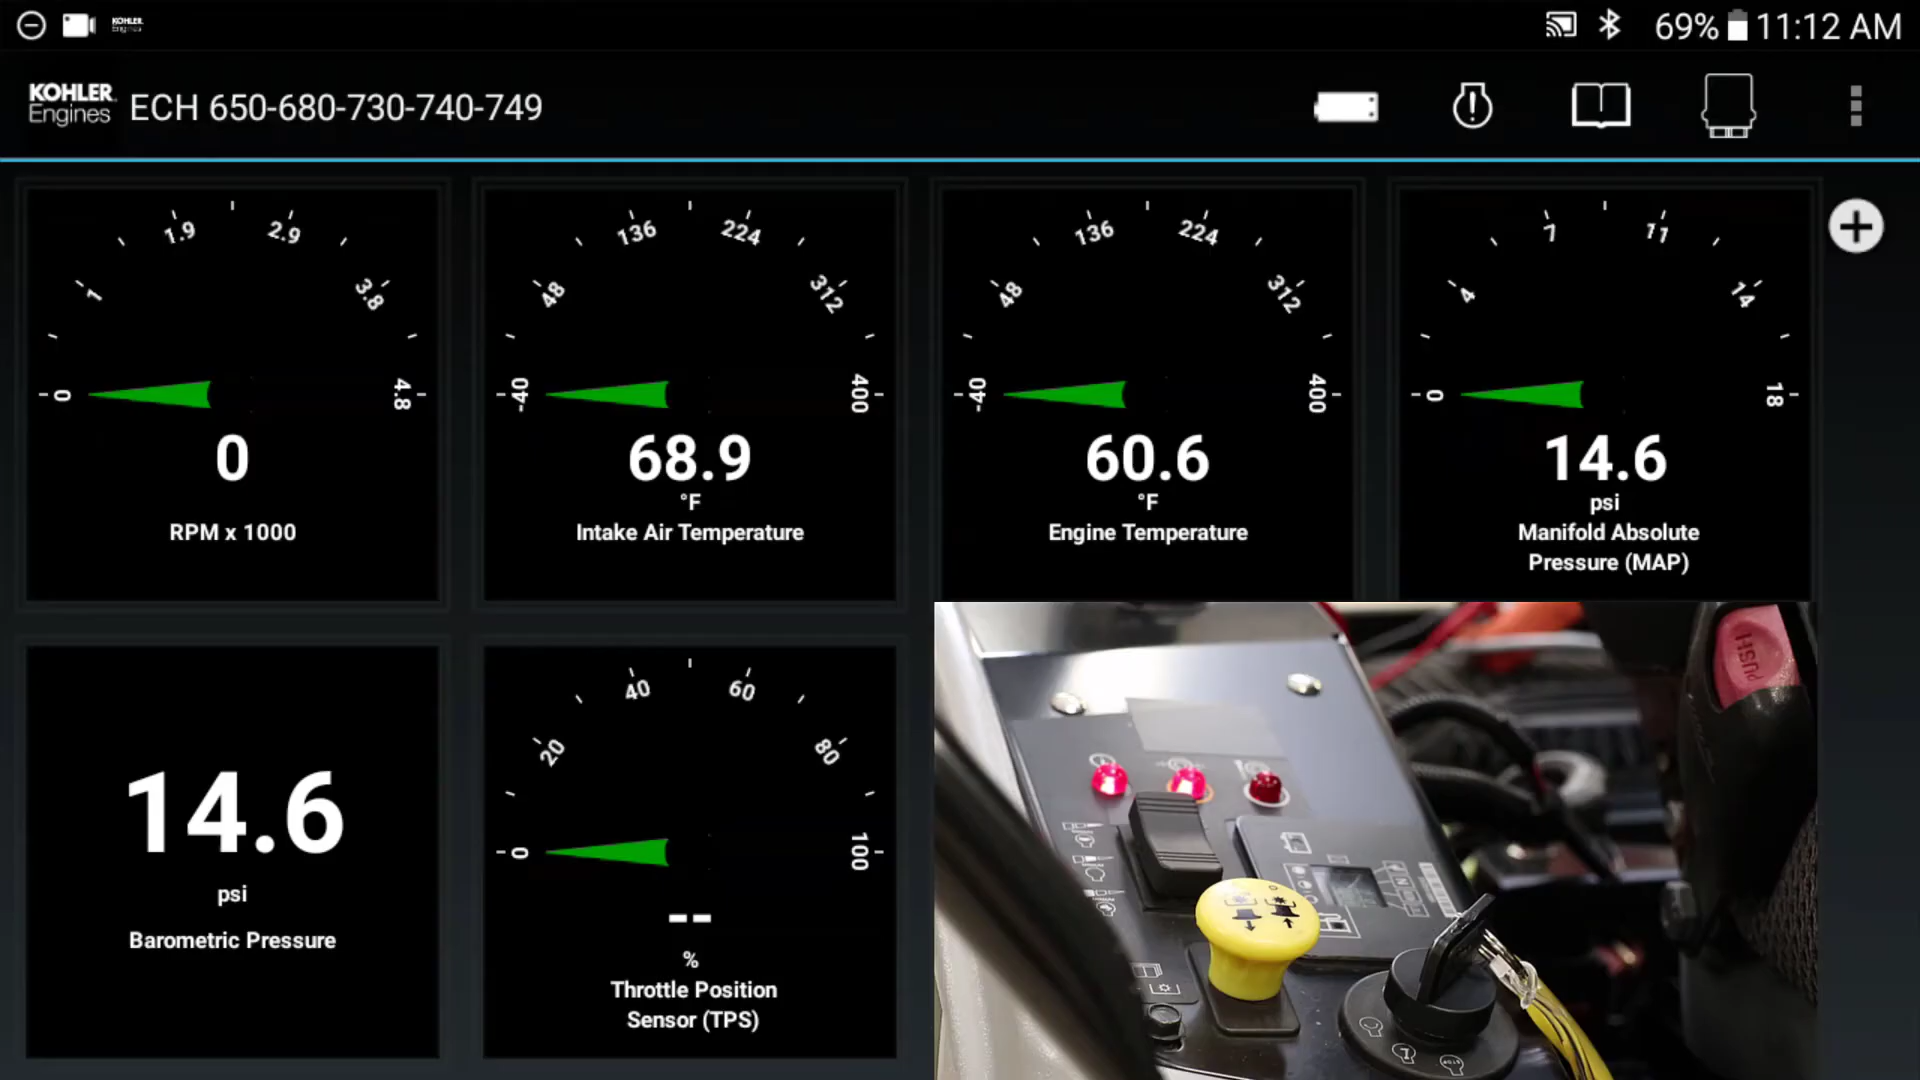 KOHLER
Engines
69% 11:12 AM
KOHLER
Engines
ECH 650-680-730-740-749
0
1
1.9
2.9
3.8
4.8
0
RPM x 1000
-40
48
136
224
312
400
68.9
°F
Intake Air Temperature
-40
48
136
224
312
400
60.6
°F
Engine Temperature
0
4
7
11
14
18
14.6
psi
Manifold Absolute
Pressure (MAP)
14.6
psi
Barometric Pressure
0
20
40
60
80
100
--
%
Throttle Position
Sensor (TPS)
PUSH